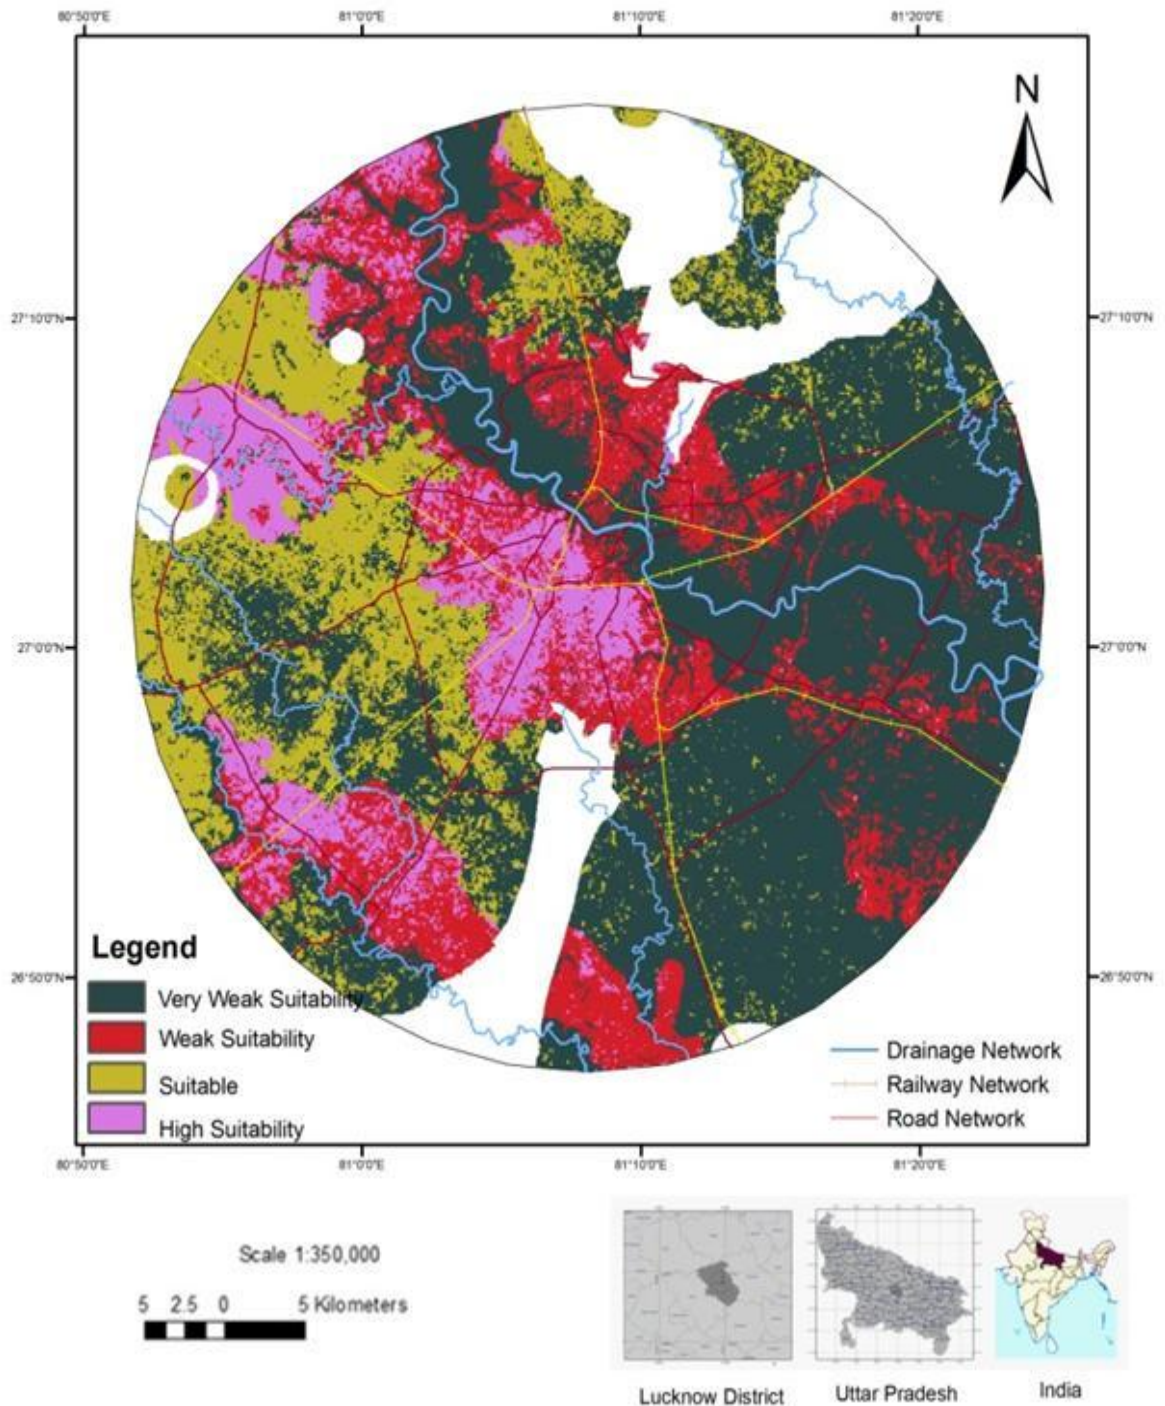 80°50'0"E 81°0'0"E 81°10'0"E 81°20'0"E
N
27°10'0"N 27°10'0"N
27°0'0"N 27°0'0"N
26°50'0"N 26°50'0"N
Legend
Very Weak Suitability
Weak Suitability
Suitable
High Suitability
Drainage Network
Railway Network
Road Network
80°50'0"E 81°0'0"E 81°10'0"E 81°20'0"E
Scale 1:350,000
5 2.5 0 5 Kilometers
Lucknow District
Uttar Pradesh
India